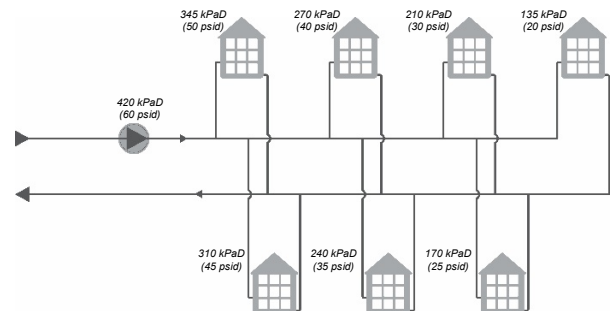 345 kPaD
(50 psid)
270 kPaD
(40 psid)
210 kPaD
(30 psid)
135 kPaD
(20 psid)
420 kPaD
(60 psid)
310 kPaD
(45 psid)
240 kPaD
(35 psid)
170 kPaD
(25 psid)